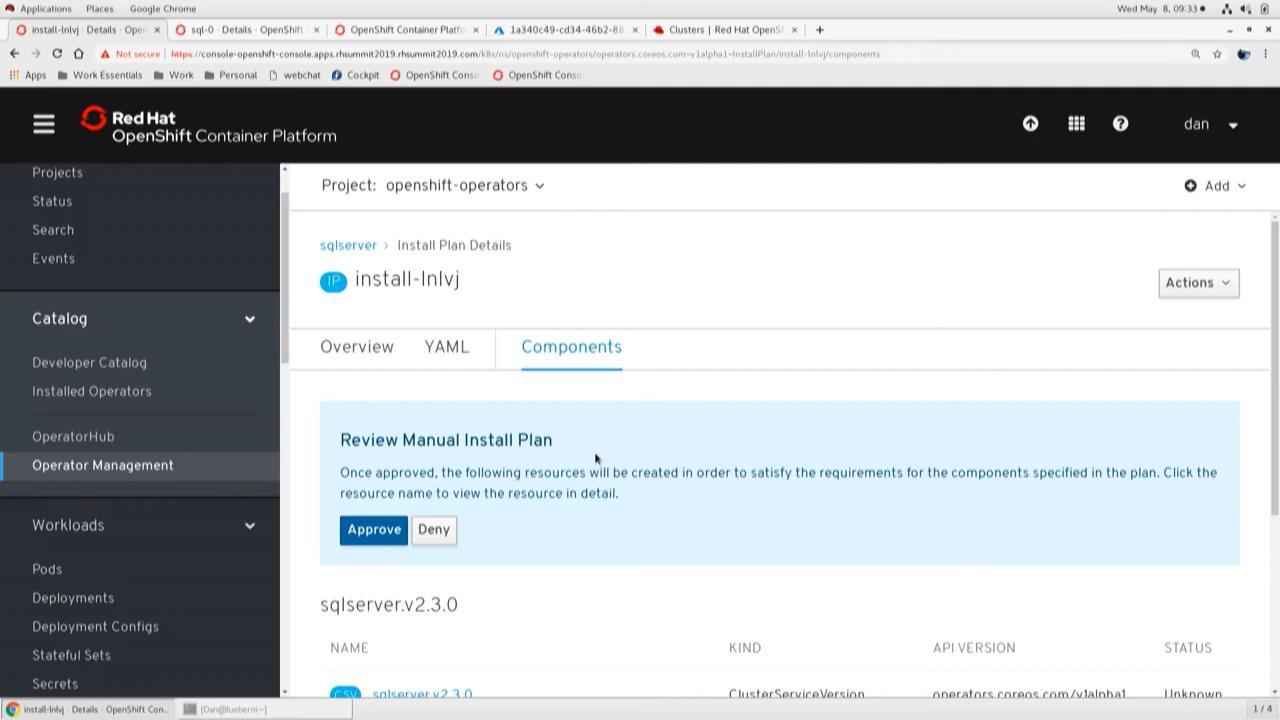 Applications Places Google Chrome Wed May 8, 09:33
install-lnlvj · Details · Open × sql-0 · Details · OpenShift × OpenShift Container Platfo × 1a340c49-cd34-46b2-88 × Clusters | Red Hat OpenS × +
Not secure | https://console-openshift-console.apps.rhsummit2019.rhsummit2019.com/k8s/ns/openshift-operators/operators.coreos.com~v1alpha1~InstallPlan/install-lnlvj/components
Apps Work Essentials Work Personal webchat Cockpit OpenShift Conso OpenShift Conso
Red Hat
OpenShift Container Platform
dan
Projects
Status
Search
Events
Catalog
Developer Catalog
Installed Operators
OperatorHub
Operator Management
Workloads
Pods
Deployments
Deployment Configs
Stateful Sets
Secrets
Project: openshift-operators
Add
sqlserver > Install Plan Details
IP install-lnlvj
Actions
Overview YAML Components
Review Manual Install Plan
Once approved, the following resources will be created in order to satisfy the requirements for the components specified in the plan. Click the
resource name to view the resource in detail.
Approve Deny
sqlserver.v2.3.0
NAME KIND API VERSION STATUS
CSV sqlserver.v2.3.0 ClusterServiceVersion operators.coreos.com/v1alpha1 Unknown
install-lnlvj · Details · OpenShift Con... [Dan@lueberni:~] 1 / 4